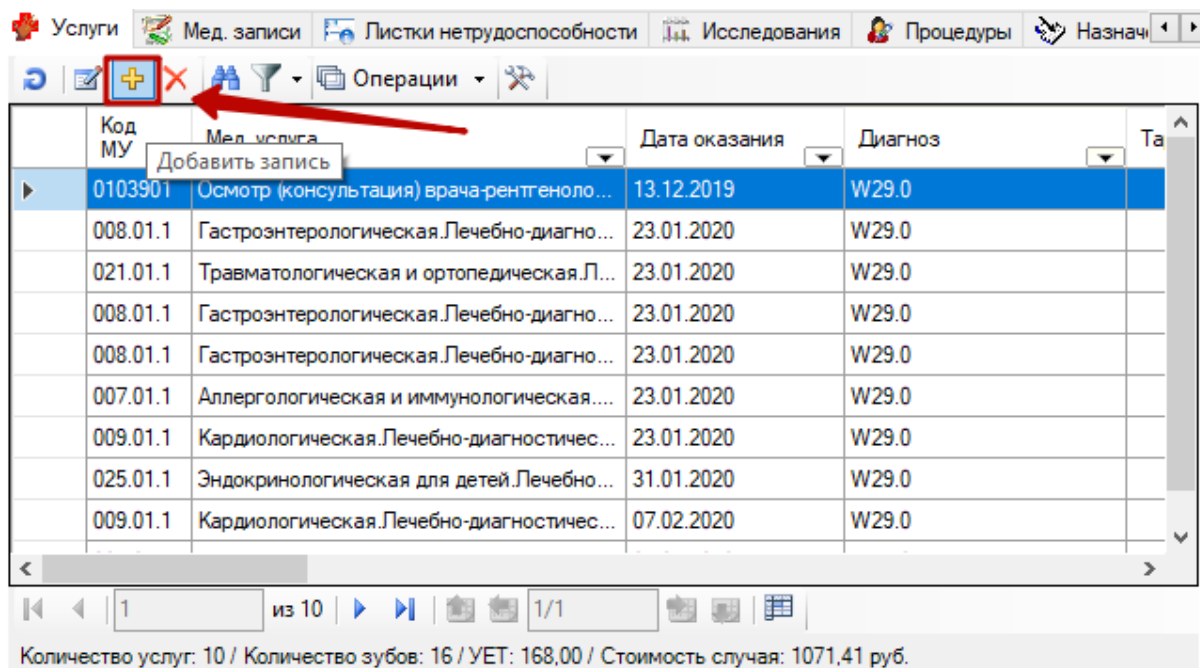 Услуги Мед. записи Листки нетрудоспособности Исследования Процедуры Назначе
Операции
Код МУ Мед. услуга Дата оказания Диагноз Та
Добавить запись
0103901 Осмотр (консультация) врача-рентгеноло... 13.12.2019 W29.0
008.01.1 Гастроэнтерологическая.Лечебно-диагно... 23.01.2020 W29.0
021.01.1 Травматологическая и ортопедическая.Л... 23.01.2020 W29.0
008.01.1 Гастроэнтерологическая.Лечебно-диагно... 23.01.2020 W29.0
008.01.1 Гастроэнтерологическая.Лечебно-диагно... 23.01.2020 W29.0
007.01.1 Аллергологическая и иммунологическая.... 23.01.2020 W29.0
009.01.1 Кардиологическая.Лечебно-диагностичес... 23.01.2020 W29.0
025.01.1 Эндокринологическая для детей.Лечебно... 31.01.2020 W29.0
009.01.1 Кардиологическая.Лечебно-диагностичес... 07.02.2020 W29.0
1 из 10 1/1
Количество услуг: 10 / Количество зубов: 16 / УЕТ: 168,00 / Стоимость случая: 1071,41 руб.